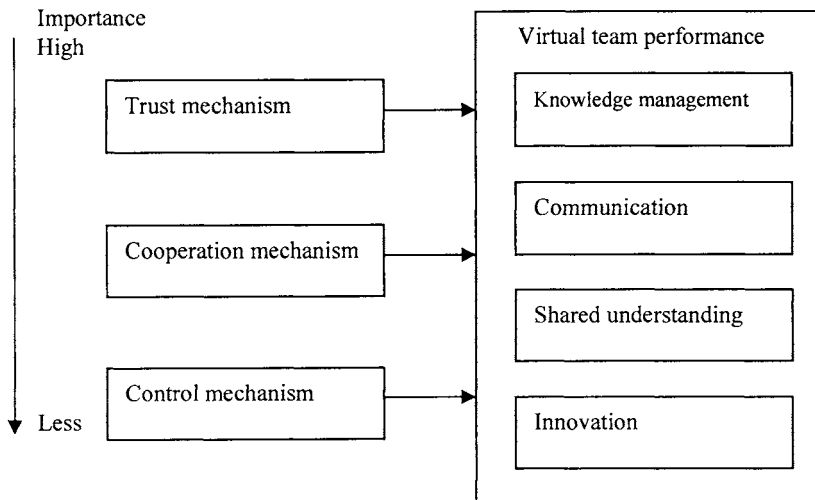 Importance
High
Trust mechanism
Cooperation mechanism
Control mechanism
Less
Virtual team performance
Knowledge management
Communication
Shared understanding
Innovation